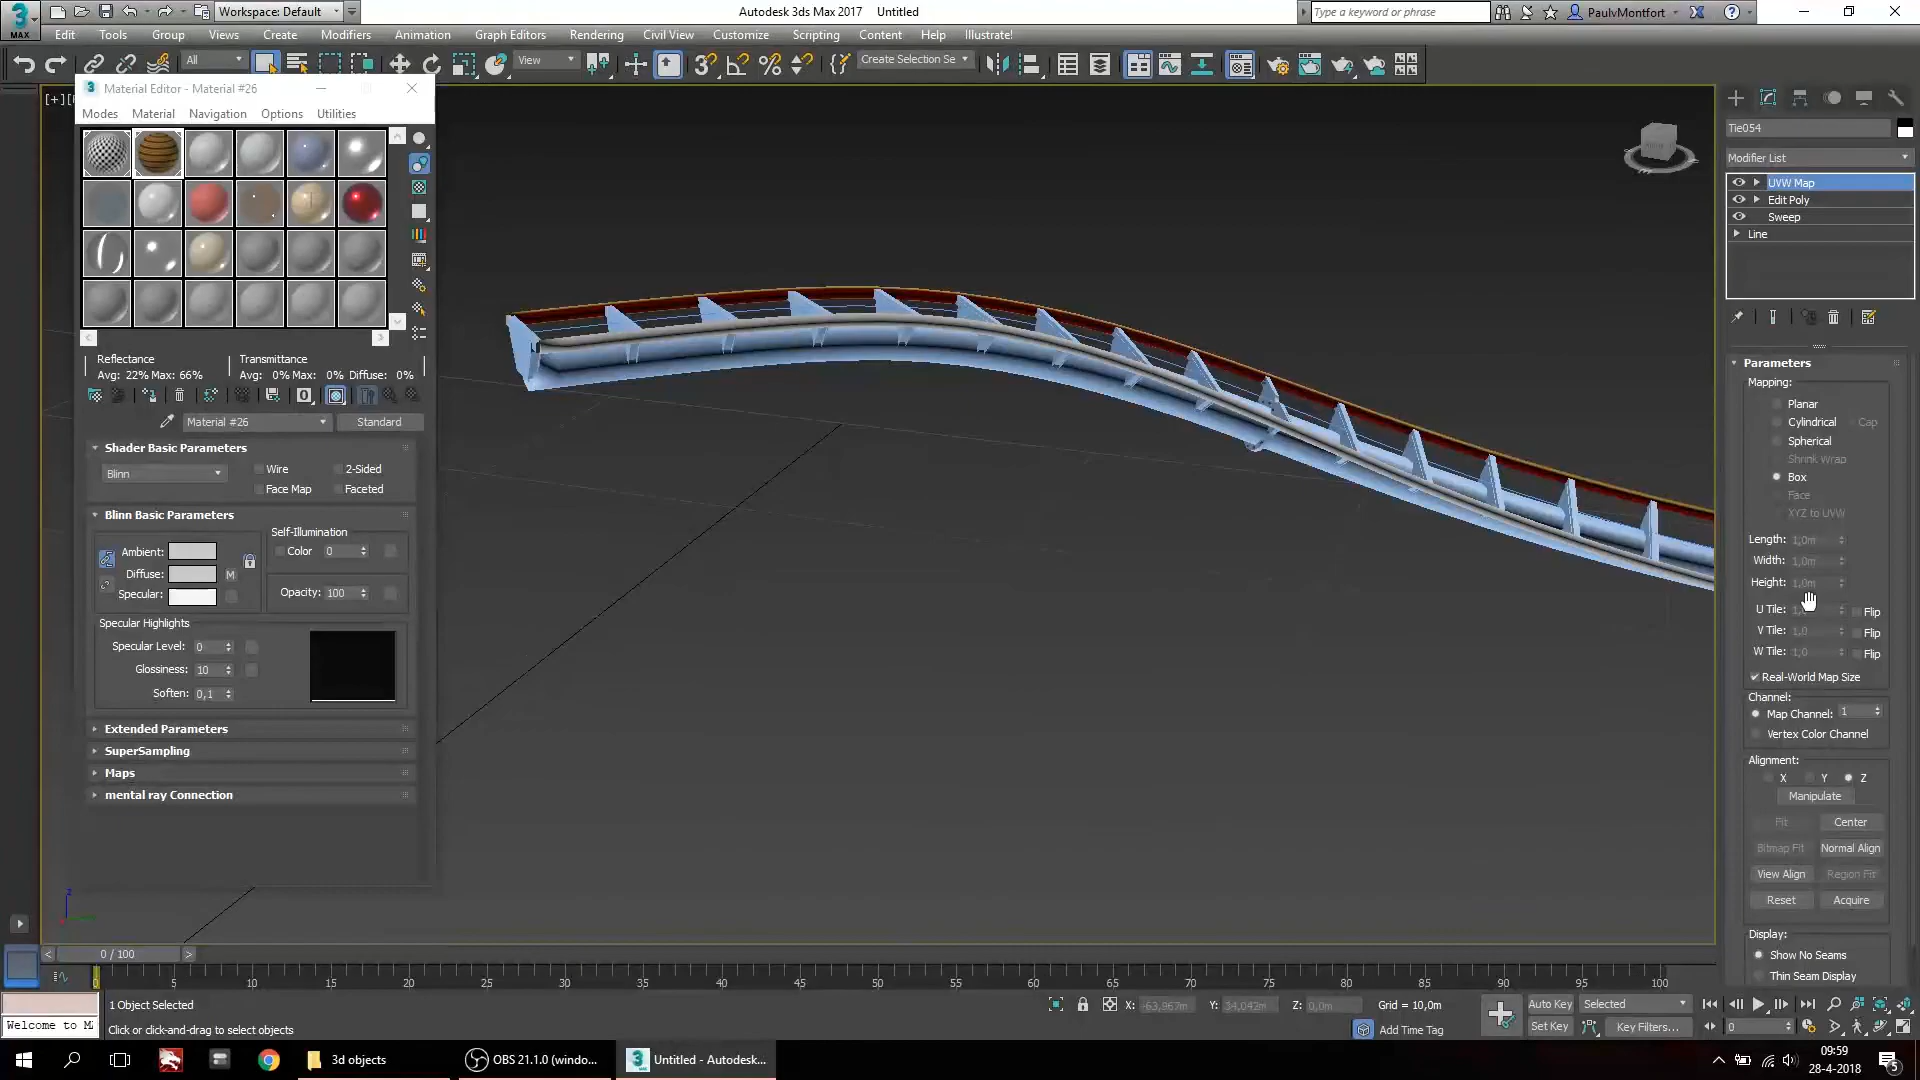 Workspace: Default
Autodesk 3ds Max 2017 Untitled
Type a keyword or phrase
PaulvMontfort
MAX
Edit Tools Group Views Create Modifiers Animation Graph Editors Rendering Civil View Customize Scripting Content Help Illustrate!
All
View
Create Selection Se
[+]
Material Editor - Material #26
Modes Material Navigation Options Utilities
Reflectance
Avg: 22% Max: 66%
Transmittance
Avg: 0% Max: 0% Diffuse: 0%
Material #26
Standard
Shader Basic Parameters
Blinn
Wire
2-Sided
Face Map
Faceted
Blinn Basic Parameters
Self-Illumination
Color 0
Ambient:
Diffuse:
M
Specular:
Opacity: 100
Specular Highlights
Specular Level: 0
Glossiness: 10
Soften: 0,1
Extended Parameters
SuperSampling
Maps
mental ray Connection
Tie054
Modifier List
UVW Map
Edit Poly
Sweep
Line
Parameters
Mapping:
Planar
Cylindrical Cap
Spherical
Shrink Wrap
Box
Face
XYZ to UVW
Length: 1,0m
Width: 1,0m
Height: 1,0m
U Tile: Flip
V Tile: 1,0 Flip
W Tile: 1,0 Flip
Real-World Map Size
Channel:
Map Channel: 1
Vertex Color Channel
Alignment:
X Y Z
Manipulate
Fit Center
Bitmap Fit Normal Align
View Align Region Fit
Reset Acquire
Display:
Show No Seams
Thin Seam Display
z
< 0 / 100 >
0 5 10 15 20 25 30 35 40 45 50 55 60 65 70 75 80 85 90 95 100
1 Object Selected
X: -63,967m Y: 34,042m Z: 0,0m Grid = 10,0m
Auto Key Selected
Welcome to M
Click or click-and-drag to select objects
Add Time Tag
Set Key Key Filters...
0
3d objects
OBS 21.1.0 (windo...
Untitled - Autodesk...
09:59
28-4-2018
5